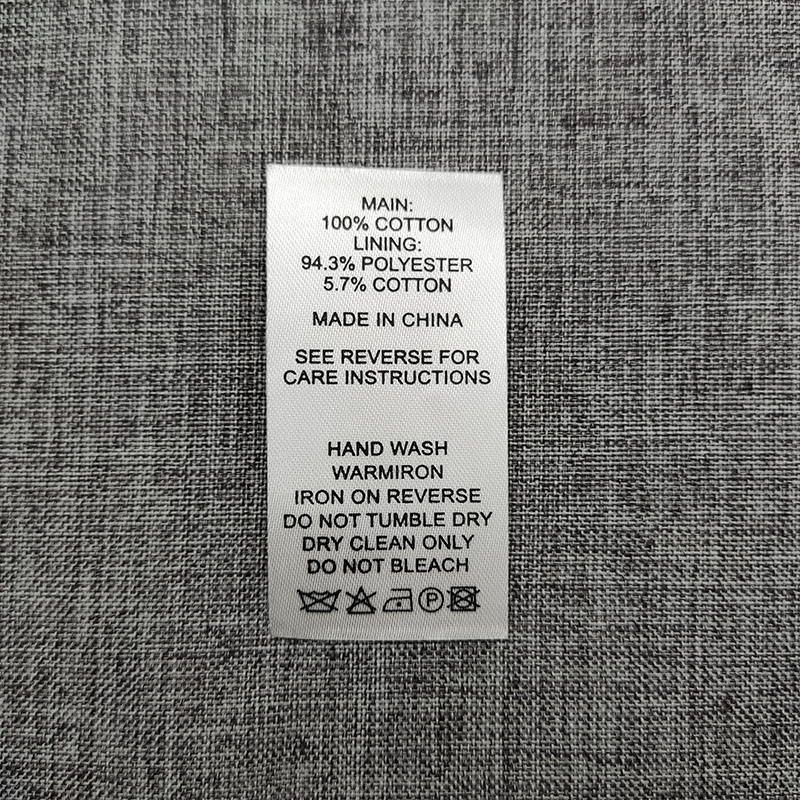 MAIN:
100% COTTON
LINING:
94.3% POLYESTER
5.7% COTTON
MADE IN CHINA
SEE REVERSE FOR
CARE INSTRUCTIONS
HAND WASH
WARMIRON
IRON ON REVERSE
DO NOT TUMBLE DRY
DRY CLEAN ONLY
DO NOT BLEACH
P